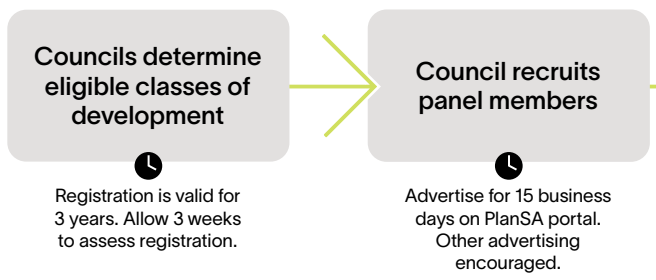 Councils determine
eligible classes of
development
Registration is valid for
3 years. Allow 3 weeks
to assess registration.
Council recruits
panel members
Advertise for 15 business
days on PlanSA portal.
Other advertising
encouraged.